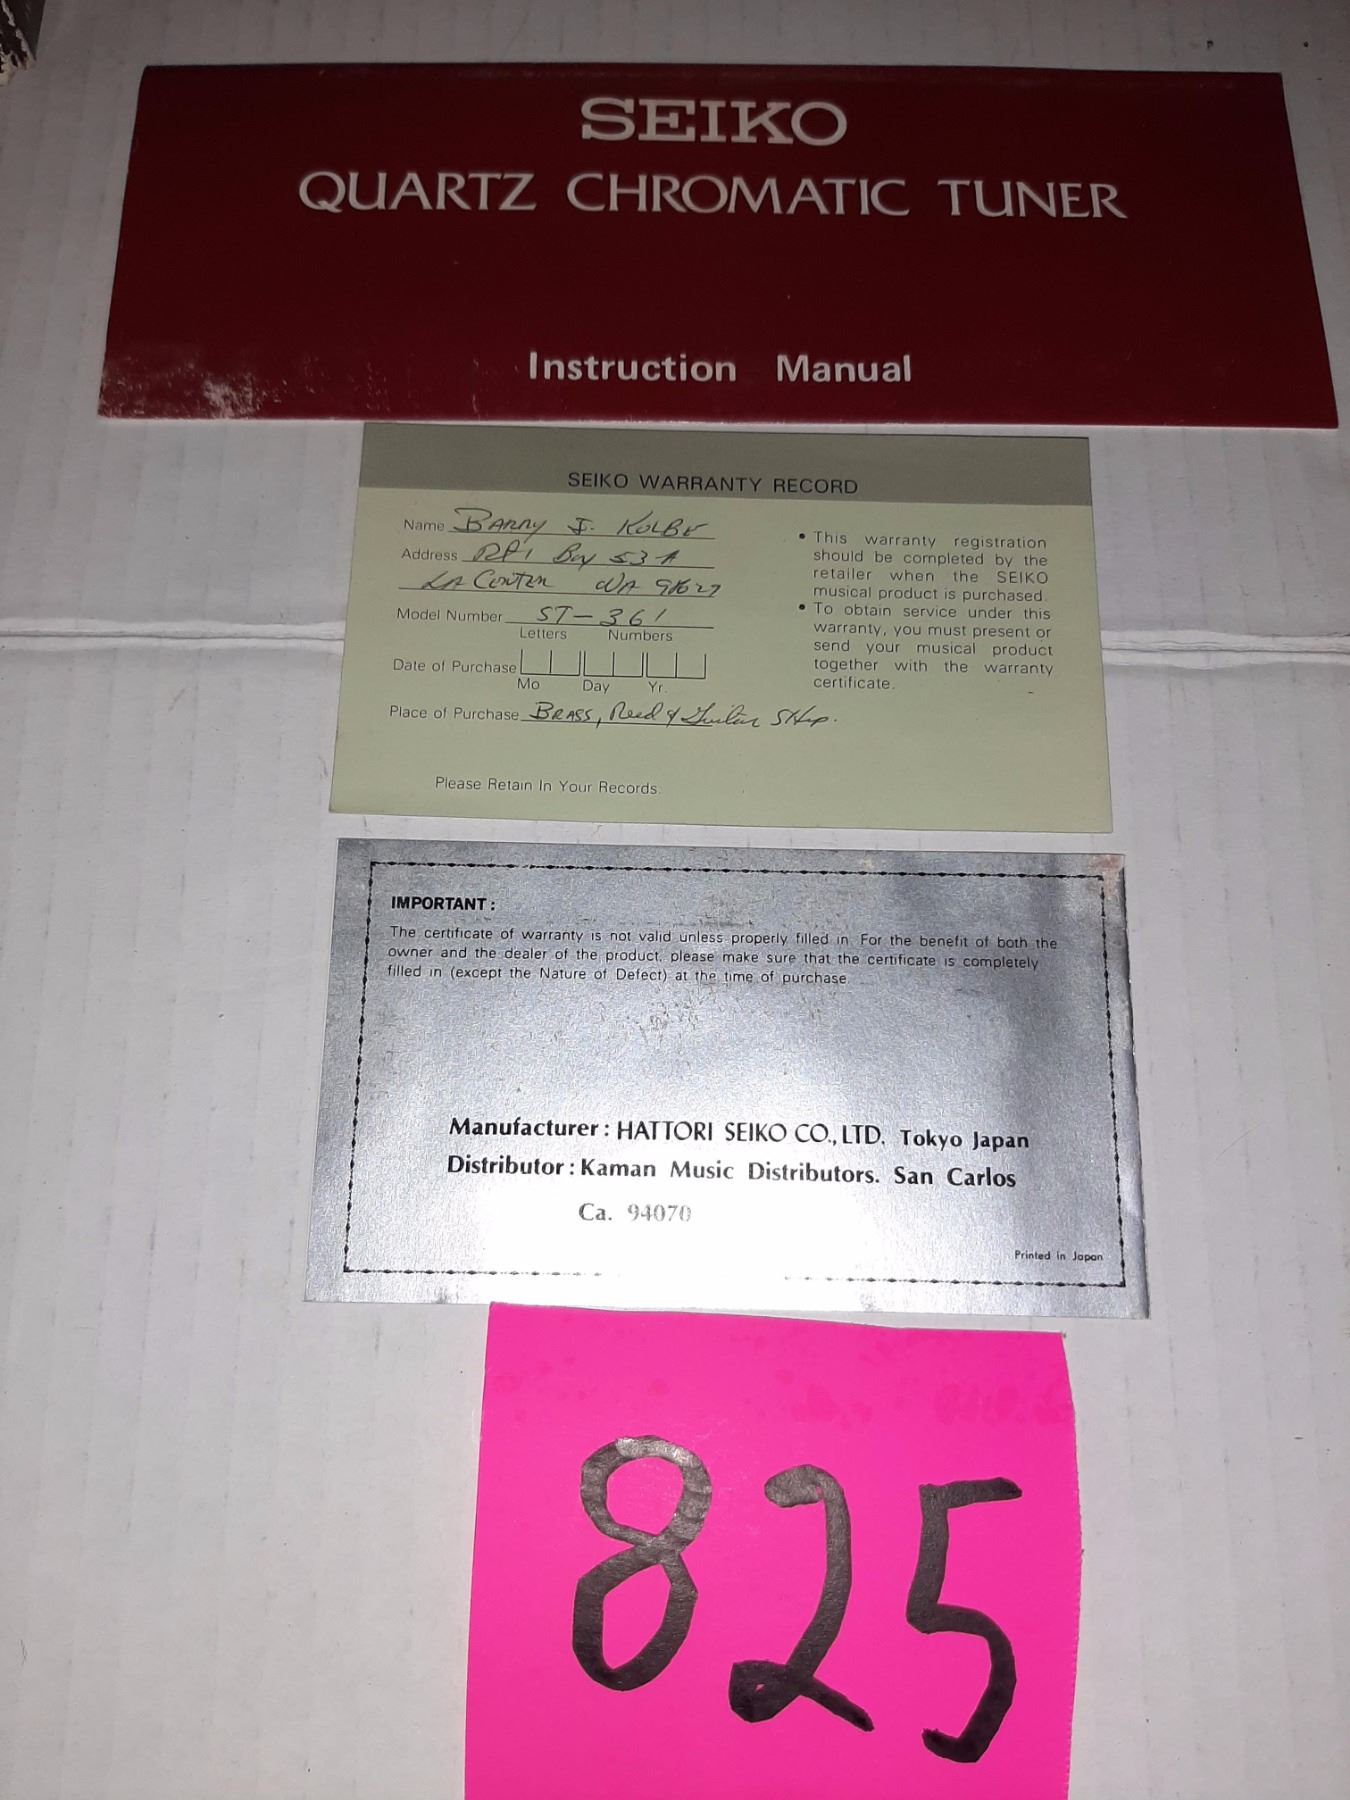 SEIKO
QUARTZ CHROMATIC TUNER
Instruction Manual
SEIKO WARRANTY RECORD
Name BARRY J. KOLBE
Address Rt 1 Box 53-A
LA Center WA
Model Number ST-361
Letters Numbers
Date of Purchase
Mo Day Yr.
Place of Purchase BRASS, Reed & Guitar SHop.
Please Retain In Your Records.
• This warranty registration
should be completed by the
retailer when the SEIKO
musical product is purchased.
• To obtain service under this
warranty, you must present or
send your musical product
together with the warranty
certificate.
IMPORTANT :
The certificate of warranty is not valid unless properly filled in. For the benefit of both the
owner and the dealer of the product, please make sure that the certificate is completely
filled in (except the Nature of Defect) at the time of purchase.
Manufacturer : HATTORI SEIKO CO., LTD. Tokyo Japan
Distributor : Kaman Music Distributors. San Carlos
Ca. 94070
Printed in Japan
825